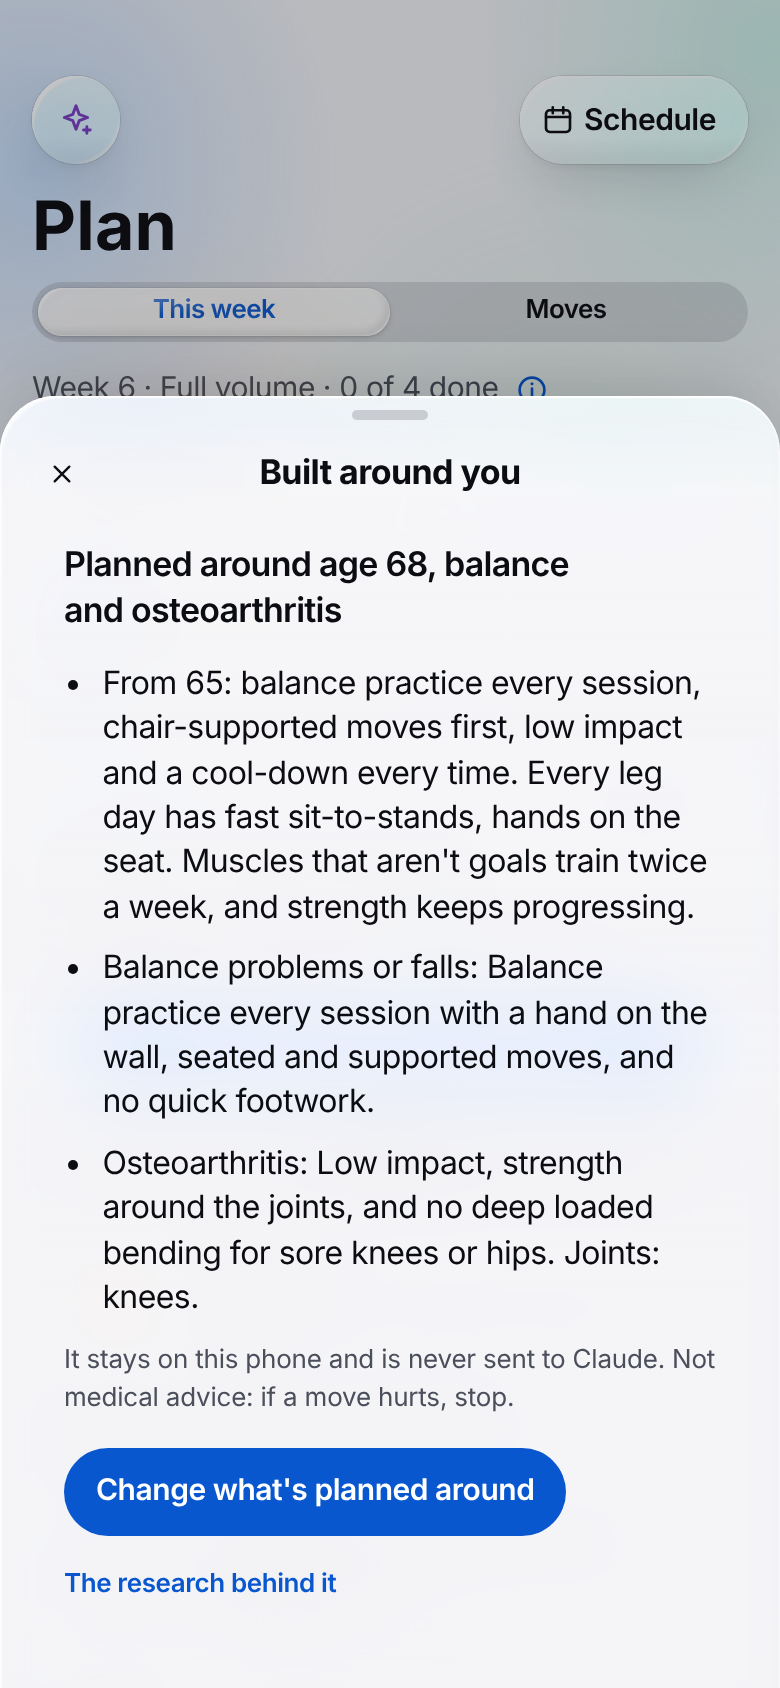 Schedule
Plan
This week
Moves
Week 6 · Full volume · 0 of 4 done
Built around you
Planned around age 68, balance
and osteoarthritis
• From 65: balance practice every session,
chair-supported moves first, low impact
and a cool-down every time. Every leg
day has fast sit-to-stands, hands on the
seat. Muscles that aren't goals train twice
a week, and strength keeps progressing.
• Balance problems or falls: Balance
practice every session with a hand on the
wall, seated and supported moves, and
no quick footwork.
• Osteoarthritis: Low impact, strength
around the joints, and no deep loaded
bending for sore knees or hips. Joints:
knees.
It stays on this phone and is never sent to Claude. Not
medical advice: if a move hurts, stop.
Change what's planned around
The research behind it